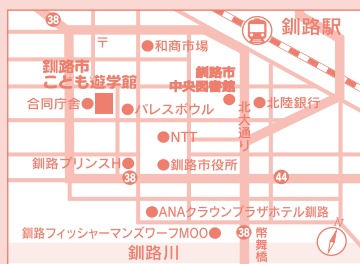 38
釧路駅
〒
和商市場
釧路市
こども遊学館
釧路市
中央図書館
合同庁舎
パレスボウル
北陸銀行
北大通り
NTT
釧路プリンスH
釧路市役所
38
44
ANAクラウンプラザホテル釧路
釧路フィッシャーマンズワーフMOO
38
幣舞橋
釧路川
N